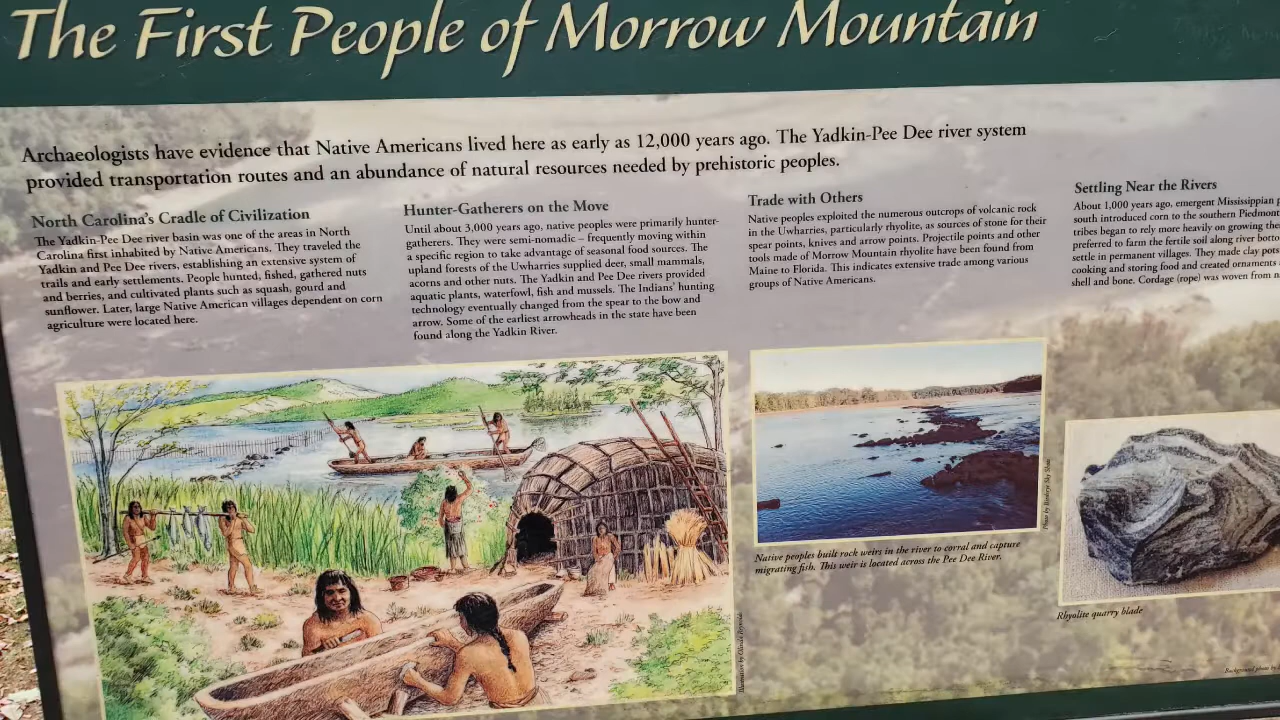 The First People of Morrow Mountain
Archaeologists have evidence that Native Americans lived here as early as 12,000 years ago. The Yadkin-Pee Dee river system
provided transportation routes and an abundance of natural resources needed by prehistoric peoples.
North Carolina's Cradle of Civilization
The Yadkin-Pee Dee river basin was one of the areas in North
Carolina first inhabited by Native Americans. They traveled the
Yadkin and Pee Dee rivers, establishing an extensive system of
trails and early settlements. People hunted, fished, gathered nuts
and berries, and cultivated plants such as squash, gourd and
sunflower. Later, large Native American villages dependent on corn
agriculture were located here.
Hunter-Gatherers on the Move
Until about 3,000 years ago, native peoples were primarily hunter-
gatherers. They were semi-nomadic – frequently moving within
a specific region to take advantage of seasonal food sources. The
upland forests of the Uwharries supplied deer, small mammals,
acorns and other nuts. The Yadkin and Pee Dee rivers provided
aquatic plants, waterfowl, fish and mussels. The Indians' hunting
technology eventually changed from the spear to the bow and
arrow. Some of the earliest arrowheads in the state have been
found along the Yadkin River.
Trade with Others
Native peoples exploited the numerous outcrops of volcanic rock
in the Uwharries, particularly rhyolite, as sources of stone for their
spear points, knives and arrow points. Projectile points and other
tools made of Morrow Mountain rhyolite have been found from
Maine to Florida. This indicates extensive trade among various
groups of Native Americans.
Settling Near the Rivers
About 1,000 years ago, emergent Mississippian
south introduced corn to the southern Piedmon
tribes began to rely more heavily on growing the
preferred to farm the fertile soil along river botto
settle in permanent villages. They made clay pot
cooking and storing food and created ornaments
shell and bone. Cordage (rope) was woven from
Native peoples built rock weirs in the river to corral and capture
migrating fish. This weir is located across the Pee Dee River.
Rhyolite quarry blade
Background photo by